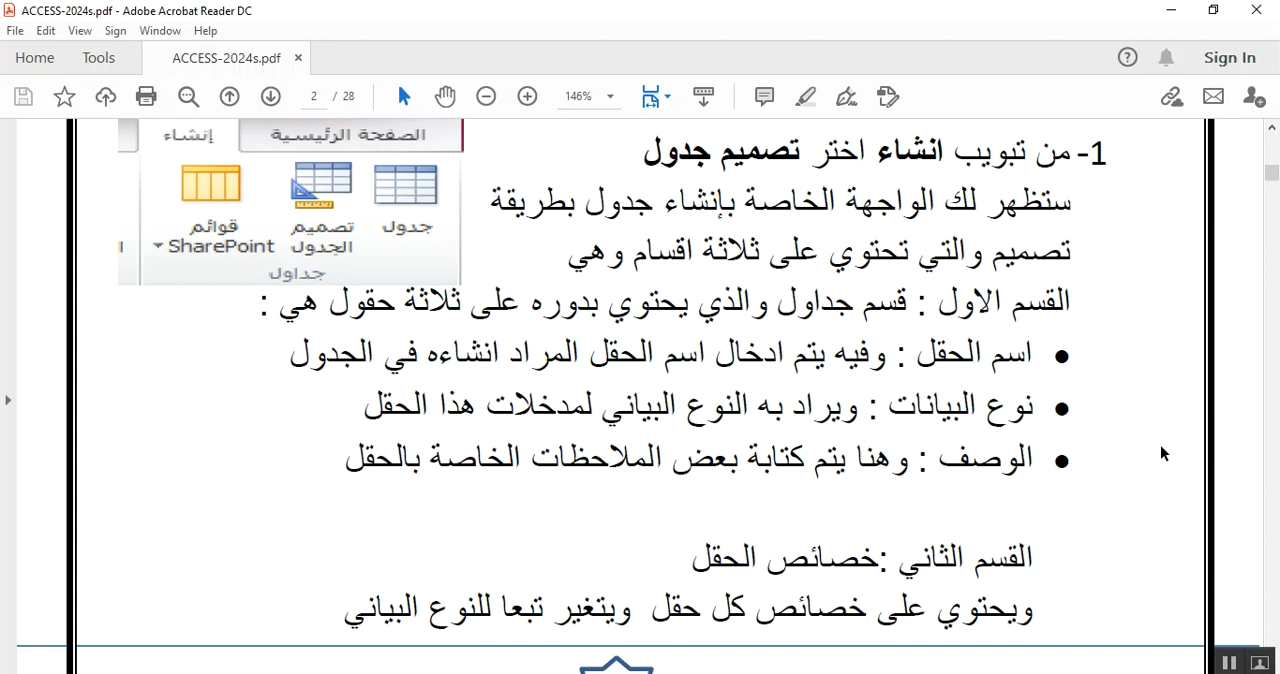 ACCESS-2024s.pdf - Adobe Acrobat Reader DC
File Edit View Sign Window Help
Home Tools ACCESS-2024s.pdf × Sign In
2 / 28 146%
الصفحة الرئيسية إنشاء
جدول تصميم الجدول قوائم SharePoint
جداول
1- من تبويب انشاء اختر تصميم جدول
ستظهر لك الواجهة الخاصة بإنشاء جدول بطريقة
تصميم والتي تحتوي على ثلاثة اقسام وهي
القسم الاول : قسم جداول والذي يحتوي بدوره على ثلاثة حقول هي :
• اسم الحقل : وفيه يتم ادخال اسم الحقل المراد انشاءه في الجدول
• نوع البيانات : ويراد به النوع البياني لمدخلات هذا الحقل
• الوصف : وهنا يتم كتابة بعض الملاحظات الخاصة بالحقل
القسم الثاني :خصائص الحقل
ويحتوي على خصائص كل حقل ويتغير تبعا للنوع البياني